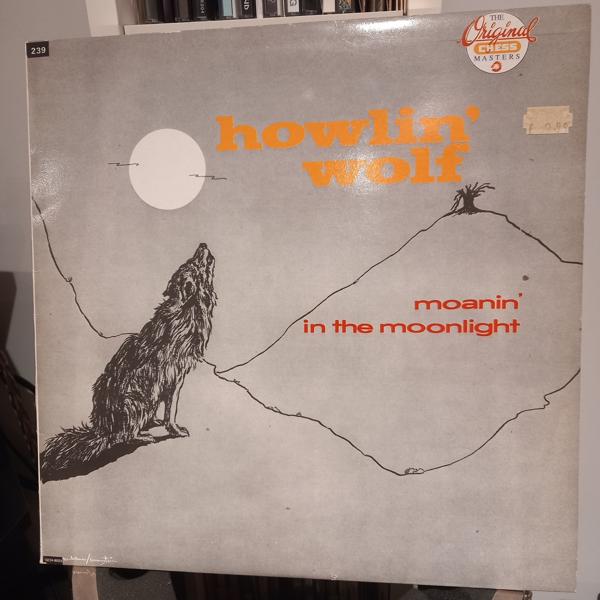 239
THE
Original
CHESS
MASTERS
howlin'
wolf
moanin'
in the moonlight